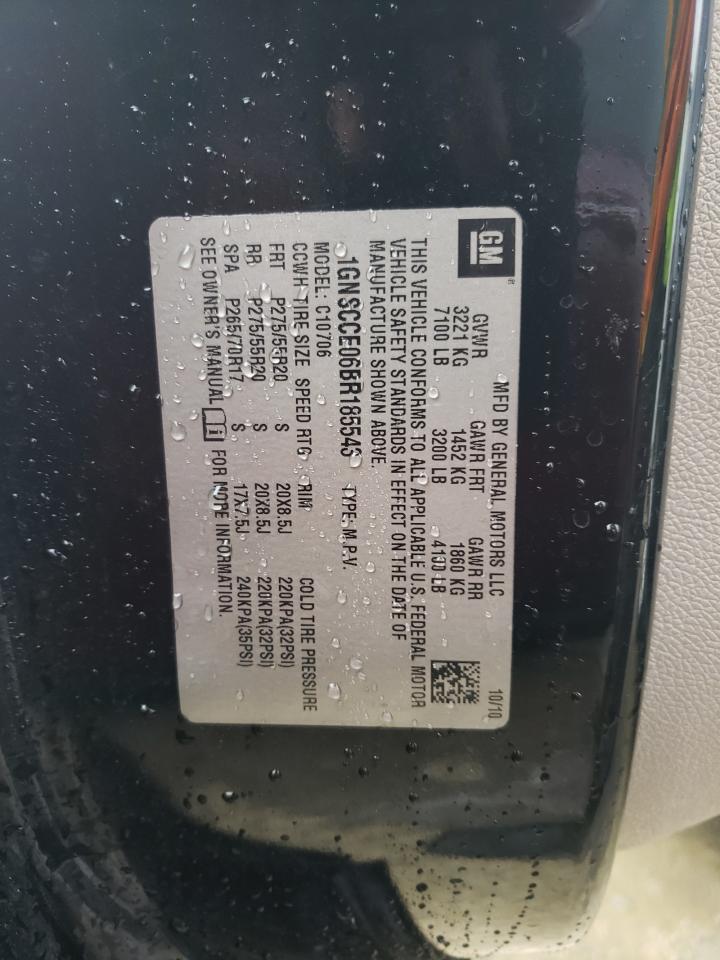 GM®
MFD BY GENERAL MOTORS LLC 10/10
GVWR GAWR FRT GAWR RR
3221 KG 1452 KG 1860 KG
7100 LB 3200 LB 4100 LB
THIS VEHICLE CONFORMS TO ALL APPLICABLE U.S. FEDERAL MOTOR
VEHICLE SAFETY STANDARDS IN EFFECT ON THE DATE OF
MANUFACTURE SHOWN ABOVE.
1GNSCCE06BR185543 TYPE: M.P.V.
MODEL: C10706
CCWH TIRE SIZE SPEED RTG RIM COLD TIRE PRESSURE
FRT P275/55R20 S 20X8.5J 220KPA(32PSI)
RR P275/55R20 S 20X8.5J 220KPA(32PSI)
SPA P265/70R17 S 17X7.5J 240KPA(35PSI)
SEE OWNER'S MANUAL i FOR MORE INFORMATION.